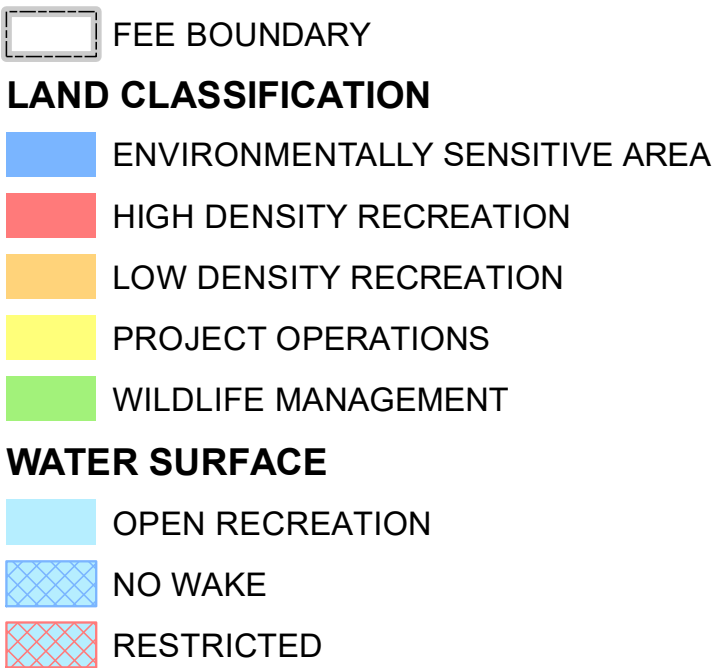 FEE BOUNDARY
LAND CLASSIFICATION
ENVIRONMENTALLY SENSITIVE AREA
HIGH DENSITY RECREATION
LOW DENSITY RECREATION
PROJECT OPERATIONS
WILDLIFE MANAGEMENT
WATER SURFACE
OPEN RECREATION
NO WAKE
RESTRICTED